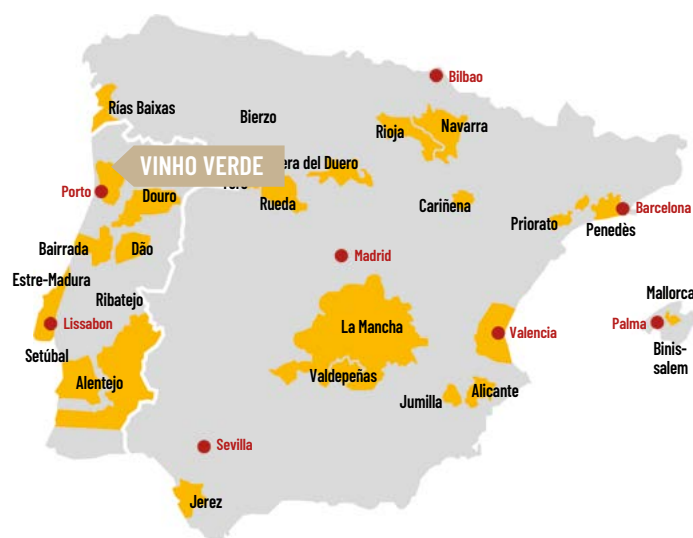 Bilbao
Rías Baixas
Bierzo
Rioja
Navarra
VINHO VERDE
era del Duero
Porto
Douro
Rueda
Cariñena
Priorato
Barcelona
Penedès
Bairrada
Dão
Madrid
Estre-Madura
Ribatejo
Mallorca
Lissabon
La Mancha
Valencia
Palma
Binis-
salem
Setúbal
Alentejo
Valdepeñas
Jumilla
Alicante
Sevilla
Jerez